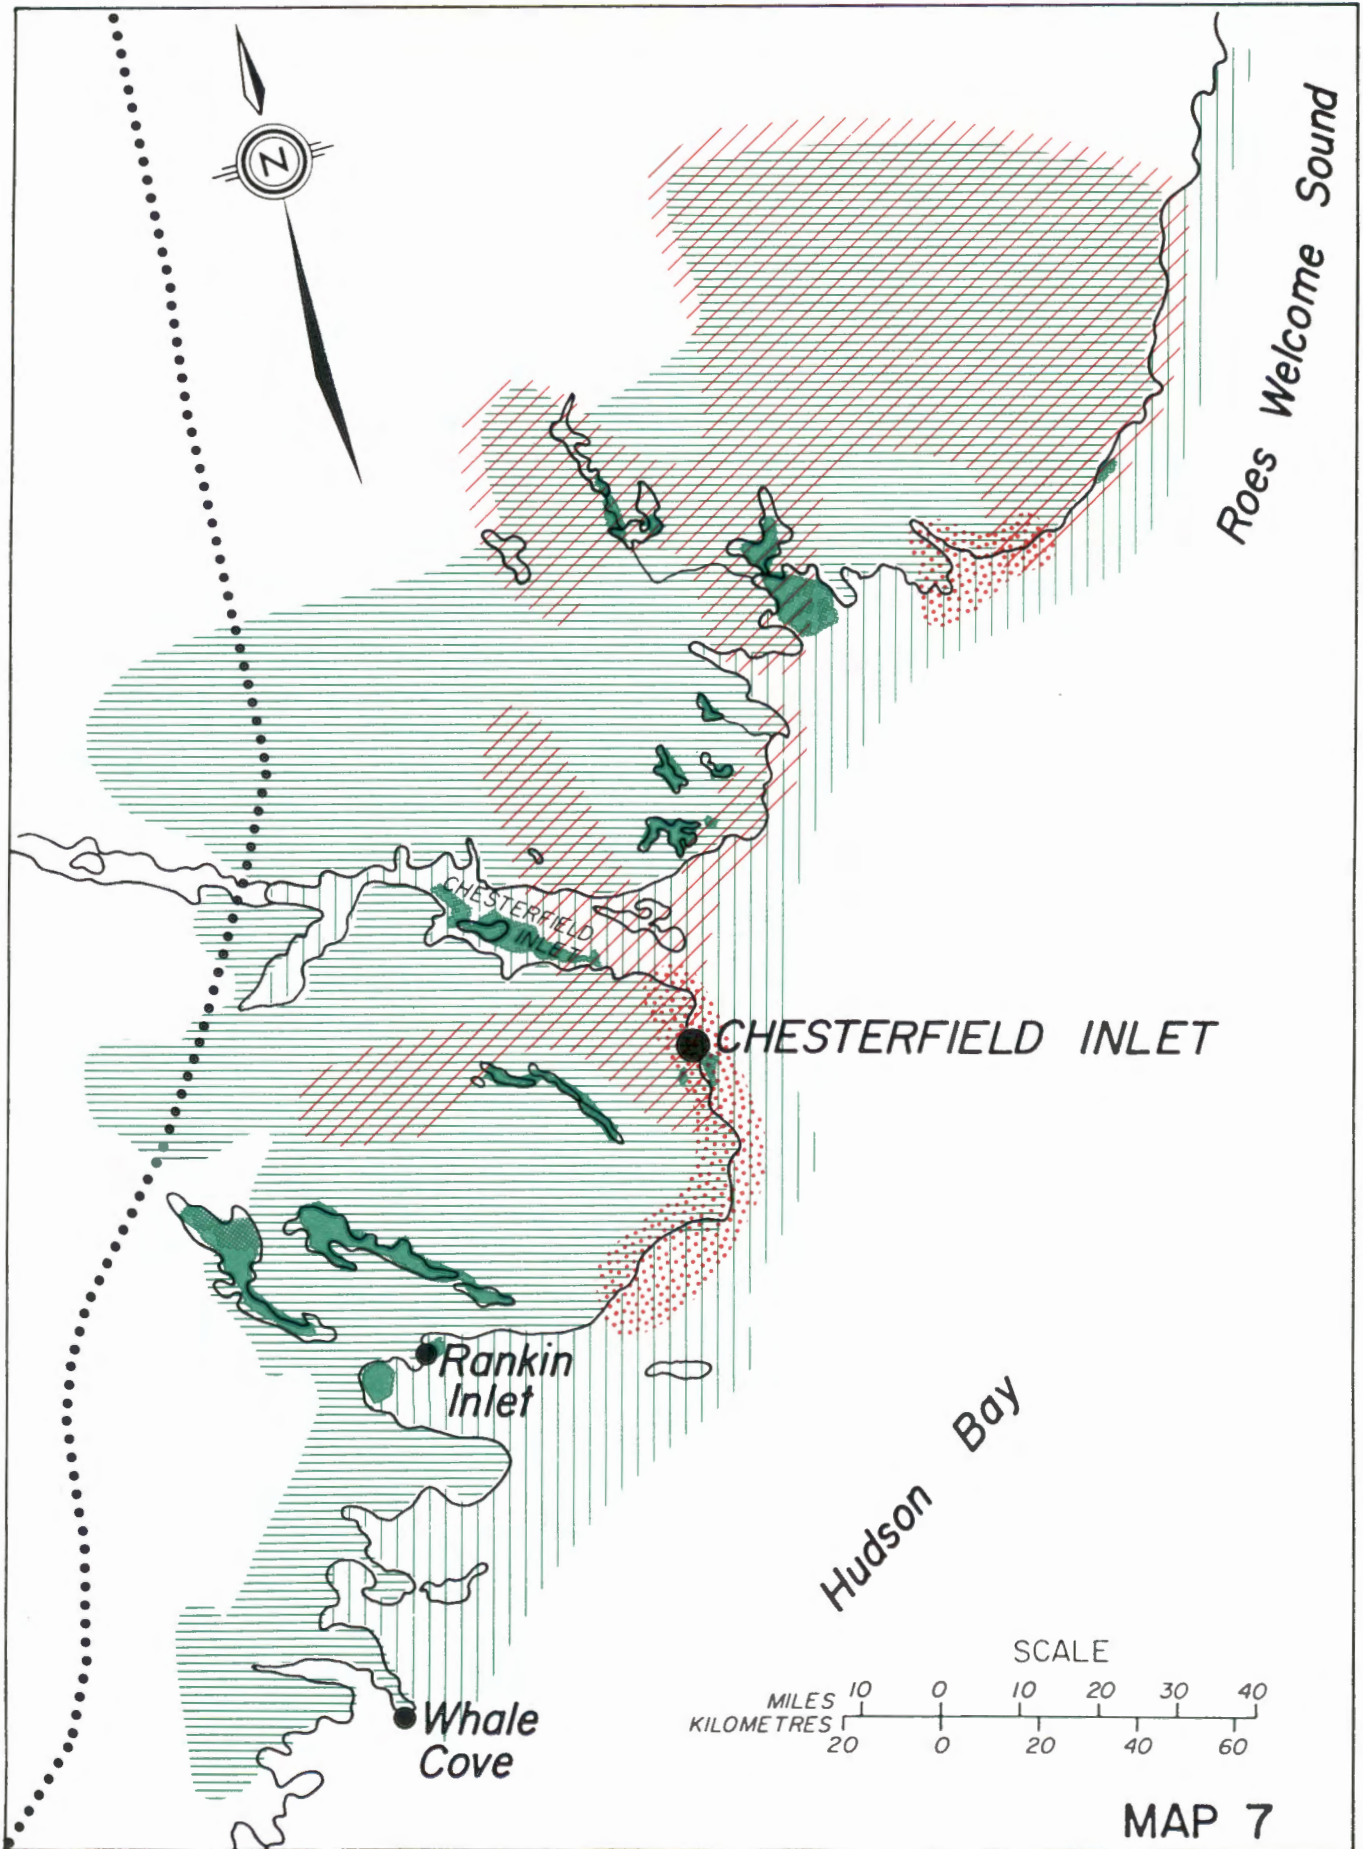 N
Roes Welcome Sound
CHESTERFIELD
INLET
CHESTERFIELD INLET
Rankin
Inlet
Hudson Bay
Whale
Cove
SCALE
MILES 10 0 10 20 30 40
KILOMETRES
20 0 20 40 60
MAP 7